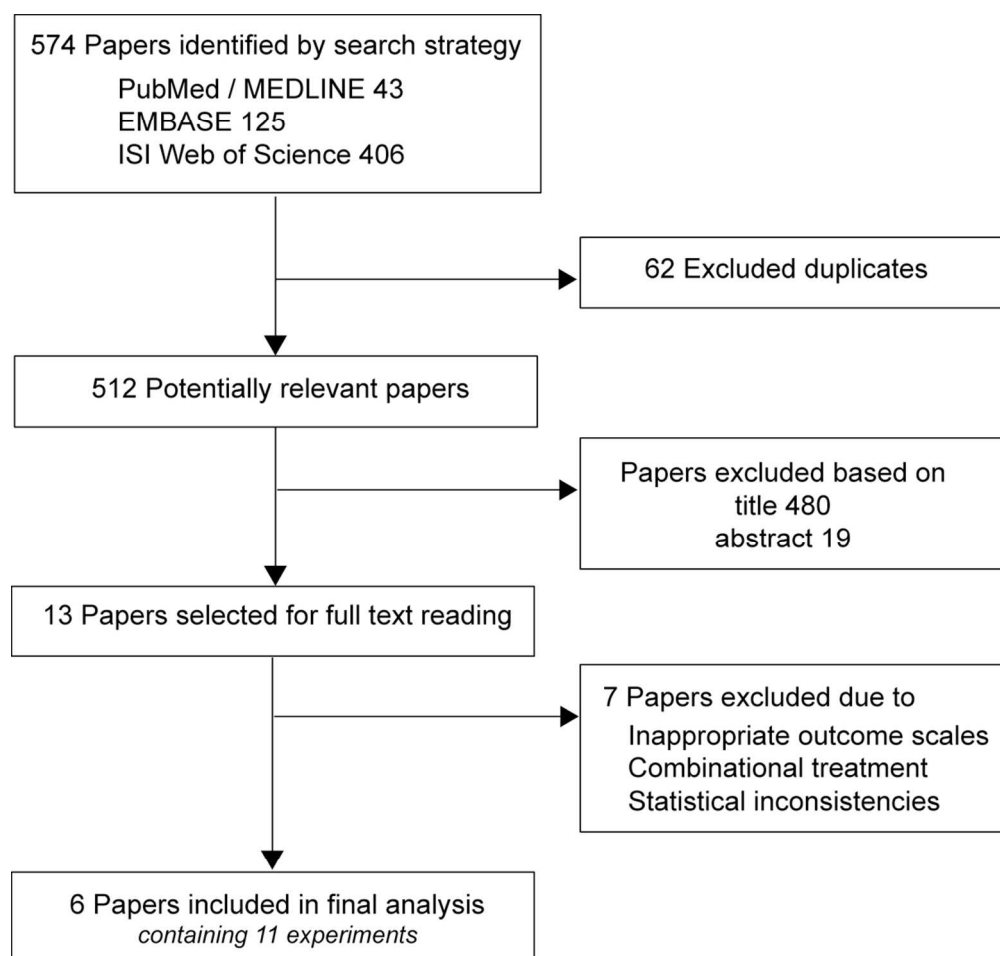 574 Papers identified by search strategy
PubMed / MEDLINE 43
EMBASE 125
ISI Web of Science 406
62 Excluded duplicates
512 Potentially relevant papers
Papers excluded based on
title 480
abstract 19
13 Papers selected for full text reading
7 Papers excluded due to
Inappropriate outcome scales
Combinational treatment
Statistical inconsistencies
6 Papers included in final analysis
containing 11 experiments